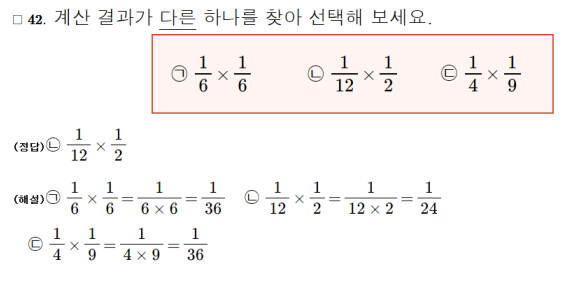 □ 42. 계산 결과가 다른 하나를 찾아 선택해 보세요.
㉠ 1/6 × 1/6 ㉡ 1/12 × 1/2 ㉢ 1/4 × 1/9
(정답)㉡ 1/12 × 1/2
(해설)㉠ 1/6 × 1/6 = 1/(6 × 6) = 1/36 ㉡ 1/12 × 1/2 = 1/(12 × 2) = 1/24
㉢ 1/4 × 1/9 = 1/(4 × 9) = 1/36